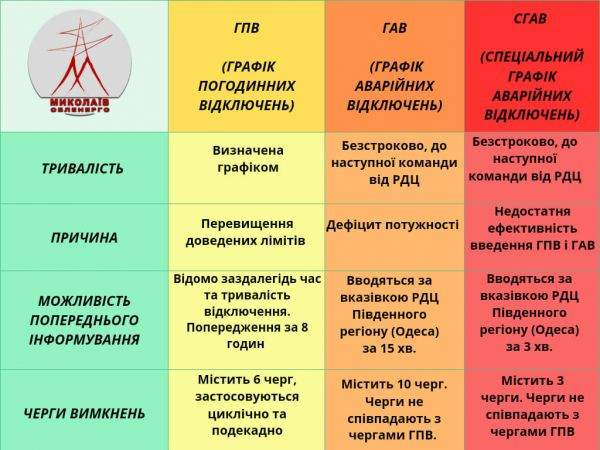 МИКОЛАЇВ
ОБЛЕНЕРГО
ГПВ
(ГРАФІК
ПОГОДИННИХ
ВІДКЛЮЧЕНЬ)
ГАВ
(ГРАФІК
АВАРІЙНИХ
ВІДКЛЮЧЕНЬ)
СГАВ
(СПЕЦІАЛЬНИЙ
ГРАФІК
АВАРІЙНИХ
ВІДКЛЮЧЕНЬ)
ТРИВАЛІСТЬ
Визначена
графіком
Безстроково, до
наступної команди
від РДЦ
Безстроково, до
наступної
команди від РДЦ
ПРИЧИНА
Перевищення
доведених лімітів
Дефіцит потужності
Недостатня
ефективність
введення ГПВ і ГАВ
МОЖЛИВІСТЬ
ПОПЕРЕДНЬОГО
ІНФОРМУВАННЯ
Відомо заздалегідь час
та тривалість
відключення.
Попередження за 8
годин
Вводяться за
вказівкою РДЦ
Південного
регіону (Одеса)
за 15 хв.
Вводяться за
вказівкою РДЦ
Південного
регіону (Одеса)
за 3 хв.
ЧЕРГИ ВИМКНЕНЬ
Містить 6 черг,
застосовуються
циклічно та
подекадно
Містить 10 черг.
Черги не
співпадають з
чергами ГПВ.
Містить 3
черги. Черги не
співпадають з
чергами ГПВ